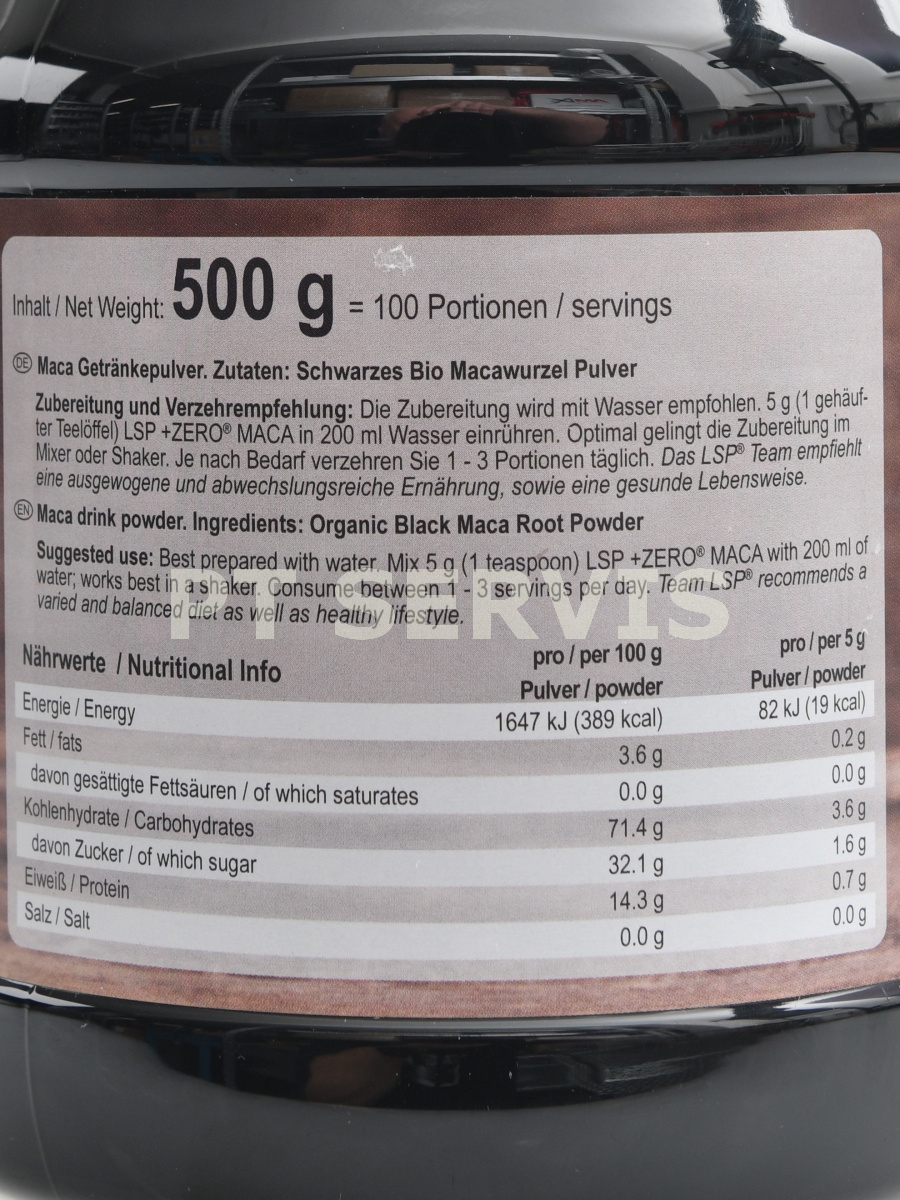 Inhalt / Net Weight: 500 g = 100 Portionen / servings
DE Maca Getränkepulver. Zutaten: Schwarzes Bio Macawurzel Pulver
Zubereitung und Verzehrempfehlung: Die Zubereitung wird mit Wasser empfohlen. 5 g (1 gehäuf-
ter Teelöffel) LSP +ZERO® MACA in 200 ml Wasser einrühren. Optimal gelingt die Zubereitung im
Mixer oder Shaker. Je nach Bedarf verzehren Sie 1 - 3 Portionen täglich. Das LSP® Team empfiehlt
eine ausgewogene und abwechslungsreiche Ernährung, sowie eine gesunde Lebensweise.
EN Maca drink powder. Ingredients: Organic Black Maca Root Powder
Suggested use: Best prepared with water. Mix 5 g (1 teaspoon) LSP +ZERO® MACA with 200 ml of
water; works best in a shaker. Consume between 1 - 3 servings per day. Team LSP® recommends a
varied and balanced diet as well as healthy lifestyle.
FT SERVIS
Nährwerte / Nutritional Info pro / per 100 g pro / per 5 g
Pulver / powder Pulver / powder
Energie / Energy 1647 kJ (389 kcal) 82 kJ (19 kcal)
Fett / fats 3.6 g 0.2 g
davon gesättigte Fettsäuren / of which saturates 0.0 g 0.0 g
Kohlenhydrate / Carbohydrates 71.4 g 3.6 g
davon Zucker / of which sugar 32.1 g 1.6 g
Eiweiß / Protein 14.3 g 0.7 g
Salz / Salt 0.0 g 0.0 g